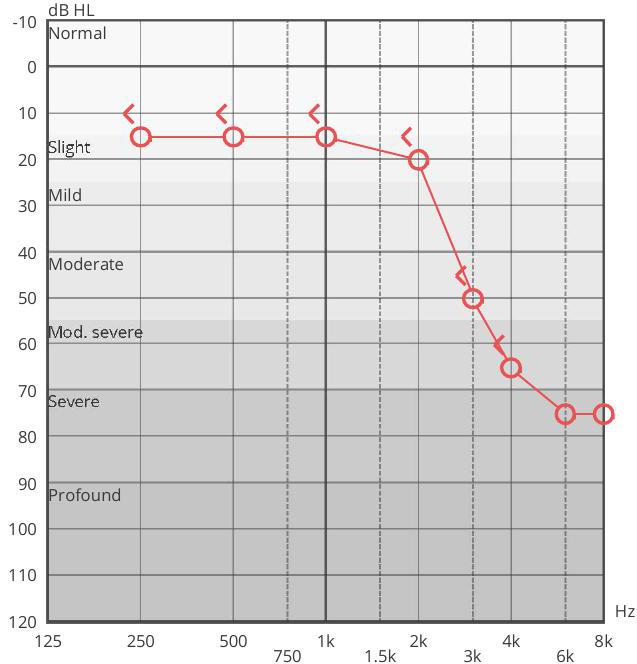 dB HL
-10
Normal
0
10
Slight
20
Mild
30
40
Moderate
50
Mod. severe
60
70
Severe
80
90
Profound
100
110
120
Hz
125 250 500 1k 2k 4k 8k
750 1.5k 3k 6k